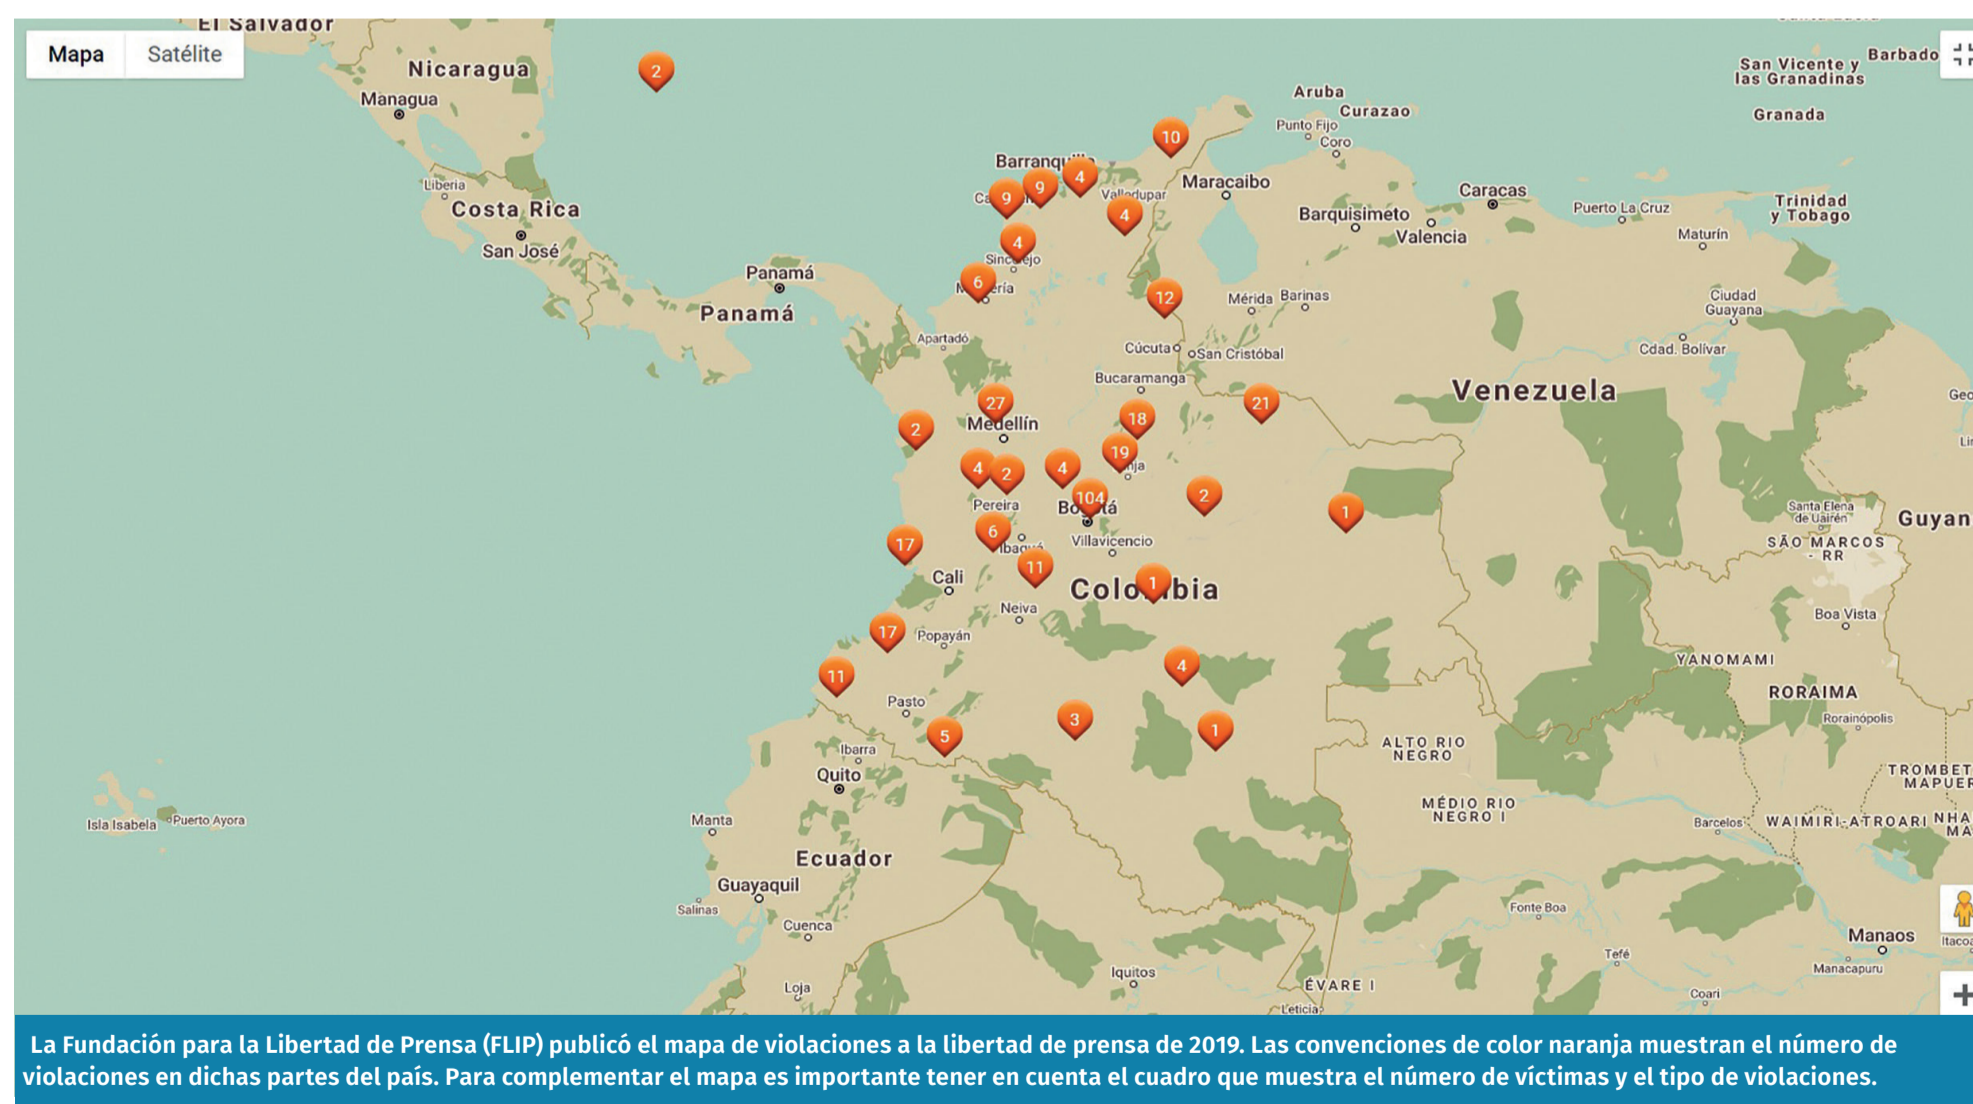 El Salvador
Mapa
Satélite
Nicaragua
Managua
2
San Vicente y
las Granadinas
Barbado
Granada
Aruba
Curazao
Punto Fijo
Coro
10
4
9
9
Maracaibo
4
Liberia
Costa Rica
San José
Caracas
Barquisimeto
Valencia
Puerto La Cruz
Trinidad
y Tobago
Maturín
4
6
12
Panamá
Panamá
Mérida
Barinas
Ciudad
Guayana
Apartadó
Cúcuta
San Cristóbal
Cdad. Bolívar
Bucaramanga
Venezuela
27
Medellín
2
18
21
19
4
2
4
104
2
1
Pereira
Santa Elena
de Uairén
Guyan
SÃO MARCOS
- RR
17
6
Villavicencio
11
Cali
1
Neiva
Boa Vista
17
Popayán
4
YANOMAMI
11
RORAIMA
Rorainópolis
Pasto
5
3
1
Ibarra
Quito
ALTO RIO
NEGRO
TROMBET
MAPUER
MÉDIO RIO
NEGRO I
Barcelos
WAIMIRI-ATROARI
NHA
MA
Isla Isabela
Puerto Ayora
Manta
Ecuador
Guayaquil
Salinas
Cuenca
Fonte Boa
Manaos
Itacoa
Manacapuru
Tefé
Coari
Iquitos
ÉVARE I
Leticia
Loja
La Fundación para la Libertad de Prensa (FLIP) publicó el mapa de violaciones a la libertad de prensa de 2019. Las convenciones de color naranja muestran el número de
violaciones en dichas partes del país. Para complementar el mapa es importante tener en cuenta el cuadro que muestra el número de víctimas y el tipo de violaciones.